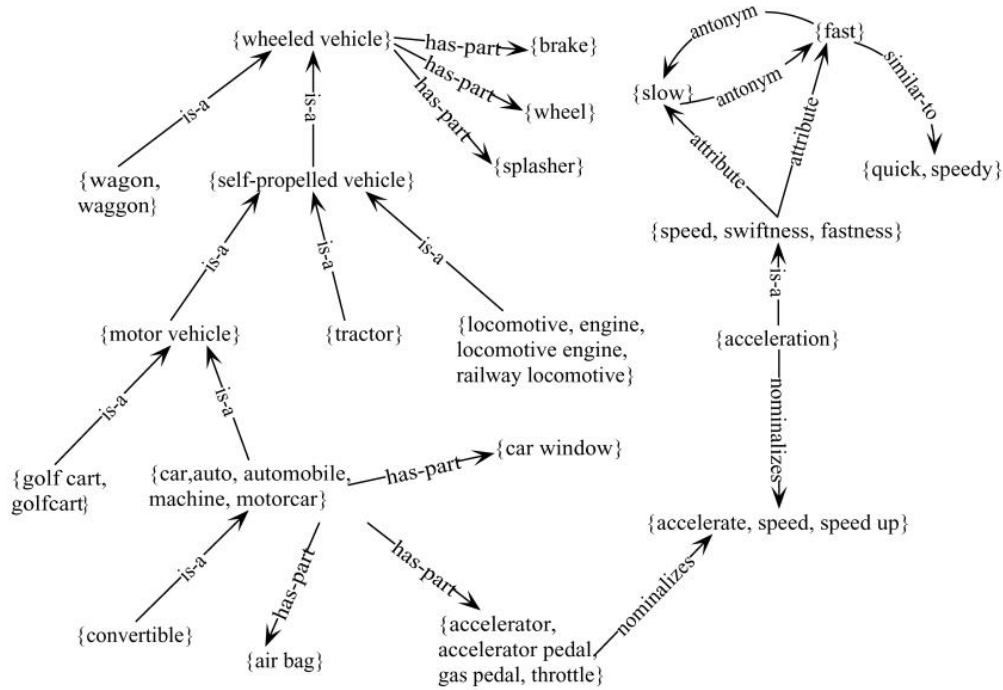 {wheeled vehicle}
has-part
{brake}
has-part
{wheel}
has-part
{splasher}
is-a
is-a
{wagon,
waggon}
{self-propelled vehicle}
is-a
is-a
is-a
{motor vehicle}
{tractor}
{locomotive, engine,
locomotive engine,
railway locomotive}
is-a
is-a
{golf cart,
golfcart}
{car,auto, automobile,
machine, motorcar}
has-part
{car window}
is-a
has-part
has-part
{convertible}
{air bag}
{accelerator,
accelerator pedal,
gas pedal, throttle}
nominalizes
antonym
{fast}
{slow}
antonym
similar-to
attribute
attribute
{quick, speedy}
{speed, swiftness, fastness}
is-a
{acceleration}
nominalizes
{accelerate, speed, speed up}